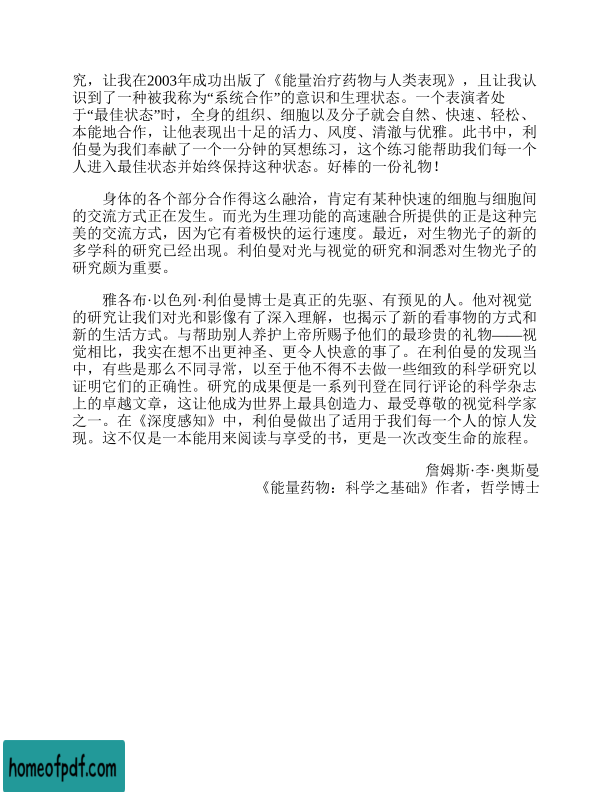 究，让我在2003年成功出版了《能量治疗药物与人类表现》，且让我认
识到了一种被我称为“系统合作”的意识和生理状态。一个表演者处
于“最佳状态”时，全身的组织、细胞以及分子就会自然、快速、轻松、
本能地合作，让他表现出十足的活力、风度、清澈与优雅。此书中，利
伯曼为我们奉献了一个一分钟的冥想练习，这个练习能帮助我们每一个
人进入最佳状态并始终保持这种状态。好棒的一份礼物！
身体的各个部分合作得这么融洽，肯定有某种快速的细胞与细胞间
的交流方式正在发生。而光为生理功能的高速融合所提供的正是这种完
美的交流方式，因为它有着极快的运行速度。最近，对生物光子的新的
多学科的研究已经出现。利伯曼对光与视觉的研究和洞悉对生物光子的
研究颇为重要。
雅各布·以色列·利伯曼博士是真正的先驱、有预见的人。他对视觉
的研究让我们对光和影像有了深入理解，也揭示了新的看事物的方式和
新的生活方式。与帮助别人养护上帝所赐予他们的最珍贵的礼物——视
觉相比，我实在想不出更神圣、更令人快意的事了。在利伯曼的发现当
中，有些是那么不同寻常，以至于他不得不去做一些细致的科学研究以
证明它们的正确性。研究的成果便是一系列刊登在同行评论的科学杂志
上的卓越文章，这让他成为世界上最具创造力、最受尊敬的视觉科学家
之一。在《深度感知》中，利伯曼做出了适用于我们每一个人的惊人发
现。这不仅是一本能用来阅读与享受的书，更是一次改变生命的旅程。
詹姆斯·李·奥斯曼
《能量药物：科学之基础》作者，哲学博士
homeofpdf.com